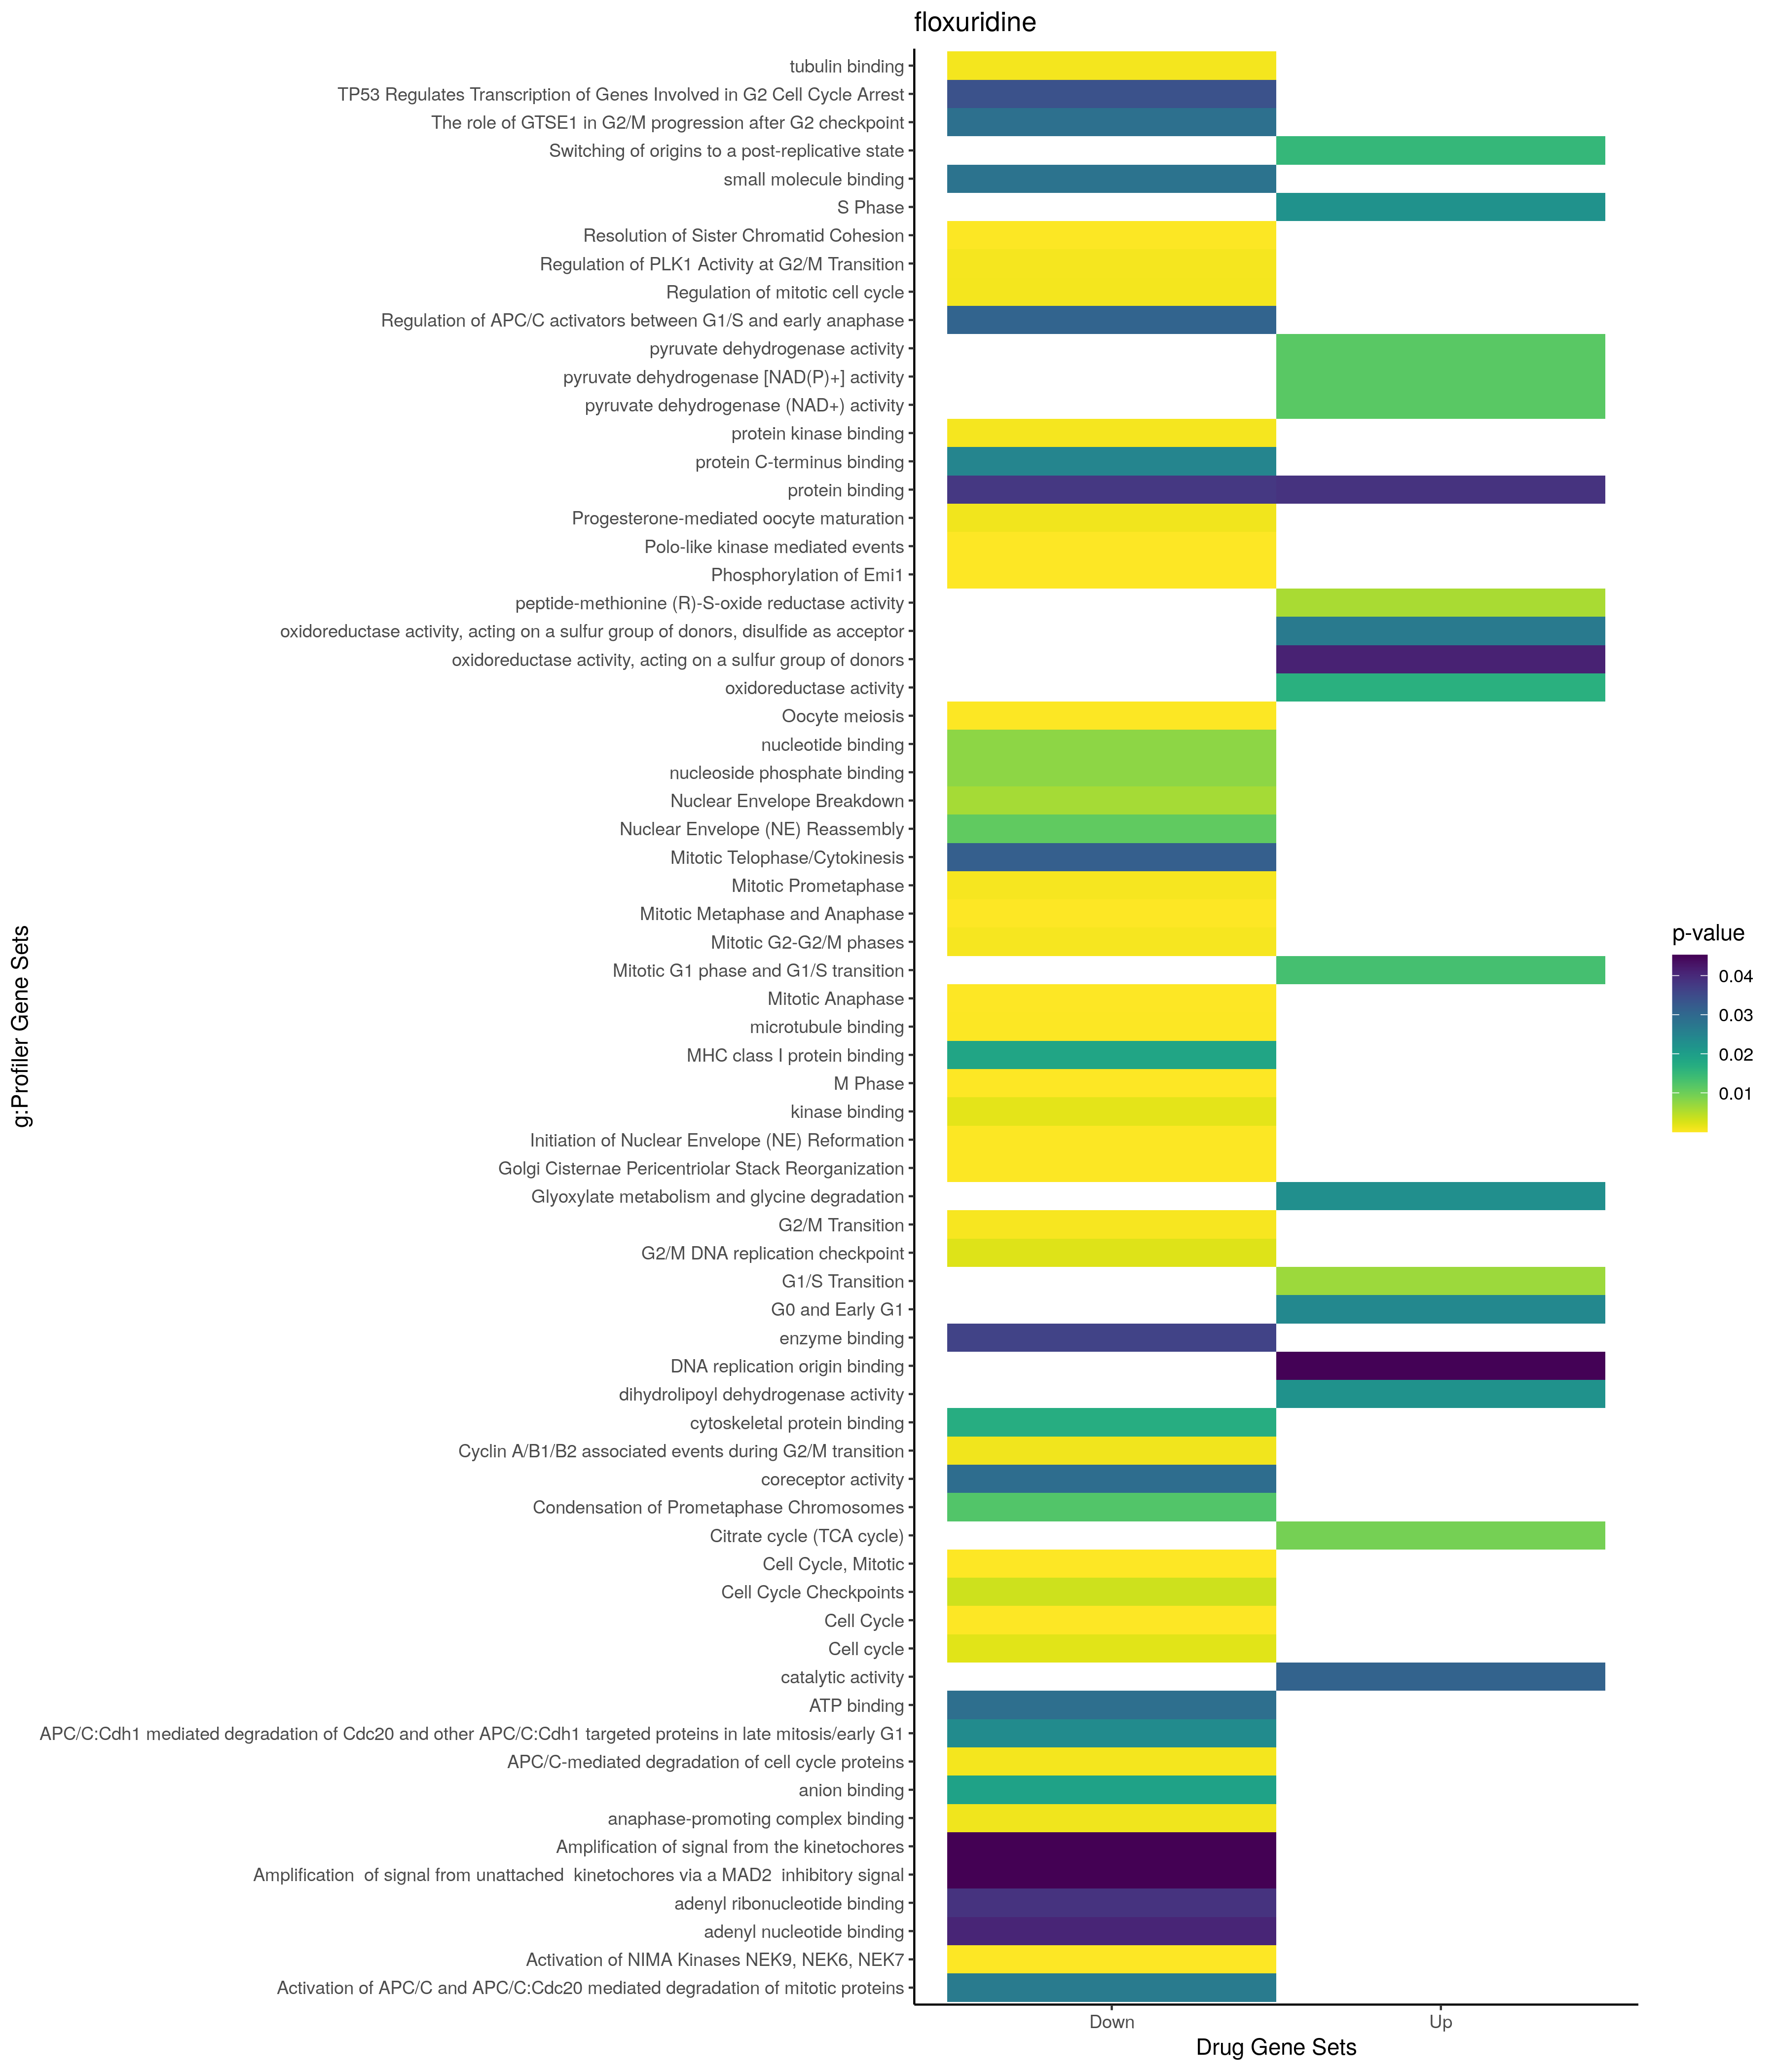 floxuridine
tubulin binding
TP53 Regulates Transcription of Genes Involved in G2 Cell Cycle Arrest
The role of GTSE1 in G2/M progression after G2 checkpoint
Switching of origins to a post-replicative state
small molecule binding
S Phase
Resolution of Sister Chromatid Cohesion
Regulation of PLK1 Activity at G2/M Transition
Regulation of mitotic cell cycle
Regulation of APC/C activators between G1/S and early anaphase
pyruvate dehydrogenase activity
pyruvate dehydrogenase [NAD(P)+] activity
pyruvate dehydrogenase (NAD+) activity
protein kinase binding
protein C-terminus binding
protein binding
Progesterone-mediated oocyte maturation
Polo-like kinase mediated events
Phosphorylation of Emi1
peptide-methionine (R)-S-oxide reductase activity
oxidoreductase activity, acting on a sulfur group of donors, disulfide as acceptor
oxidoreductase activity, acting on a sulfur group of donors
oxidoreductase activity
Oocyte meiosis
nucleotide binding
nucleoside phosphate binding
Nuclear Envelope Breakdown
Nuclear Envelope (NE) Reassembly
Mitotic Telophase/Cytokinesis
Mitotic Prometaphase
Mitotic Metaphase and Anaphase
Mitotic G2-G2/M phases
Mitotic G1 phase and G1/S transition
Mitotic Anaphase
microtubule binding
MHC class I protein binding
M Phase
kinase binding
Initiation of Nuclear Envelope (NE) Reformation
Golgi Cisternae Pericentriolar Stack Reorganization
Glyoxylate metabolism and glycine degradation
G2/M Transition
G2/M DNA replication checkpoint
G1/S Transition
G0 and Early G1
enzyme binding
DNA replication origin binding
dihydrolipoyl dehydrogenase activity
cytoskeletal protein binding
Cyclin A/B1/B2 associated events during G2/M transition
coreceptor activity
Condensation of Prometaphase Chromosomes
Citrate cycle (TCA cycle)
Cell Cycle, Mitotic
Cell Cycle Checkpoints
Cell Cycle
Cell cycle
catalytic activity
ATP binding
APC/C:Cdh1 mediated degradation of Cdc20 and other APC/C:Cdh1 targeted proteins in late mitosis/early G1
APC/C-mediated degradation of cell cycle proteins
anion binding
anaphase-promoting complex binding
Amplification of signal from the kinetochores
Amplification  of signal from unattached  kinetochores via a MAD2  inhibitory signal
adenyl ribonucleotide binding
adenyl nucleotide binding
Activation of NIMA Kinases NEK9, NEK6, NEK7
Activation of APC/C and APC/C:Cdc20 mediated degradation of mitotic proteins
g:Profiler Gene Sets
Down
Up
Drug Gene Sets
p-value
0.04
0.03
0.02
0.01